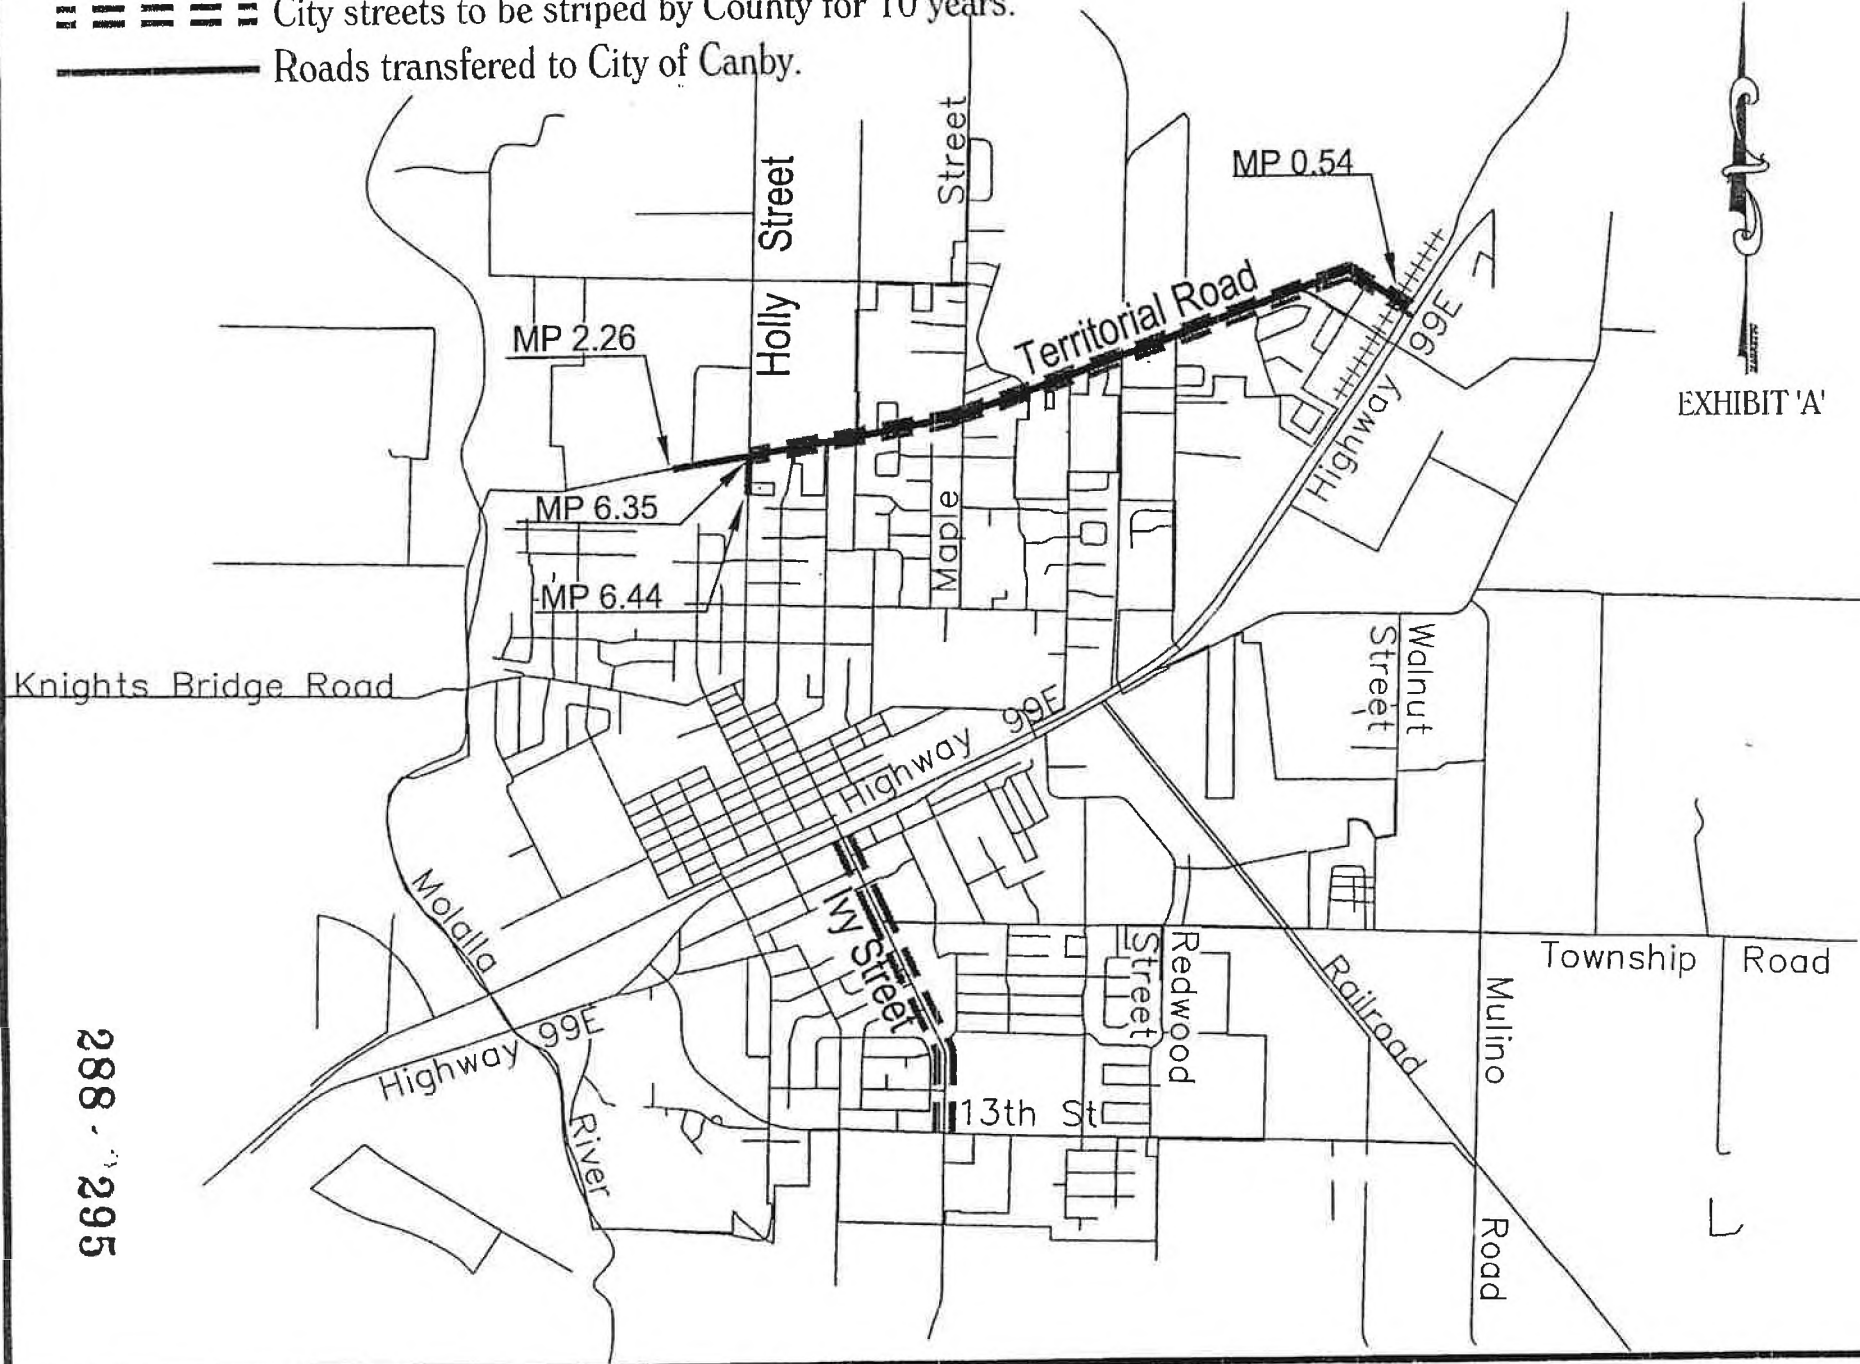 City streets to be striped by County for 10 years.
Roads transfered to City of Canby.
MP 0.54
Street
Holly Street
Territorial Road
99E
MP 2.26
EXHIBIT 'A'
Highway
MP 6.35
Maple
MP 6.44
Walnut
Street
Knights Bridge Road
Highway 99E
Ivy Street
Molalla
River
Redwood
Street
Township Road
Railroad
Mulino
Road
Highway 99E
13th St
288- 295